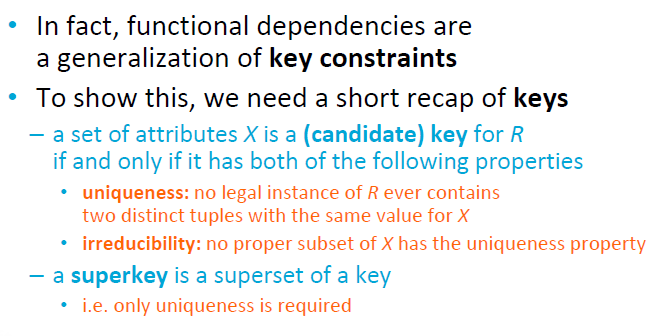 • In fact, functional dependencies are
a generalization of key constraints
• To show this, we need a short recap of keys
– a set of attributes X is a (candidate) key for R
if and only if it has both of the following properties
• uniqueness: no legal instance of R ever contains
two distinct tuples with the same value for X
• irreducibility: no proper subset of X has the uniqueness property
– a superkey is a superset of a key
• i.e. only uniqueness is required